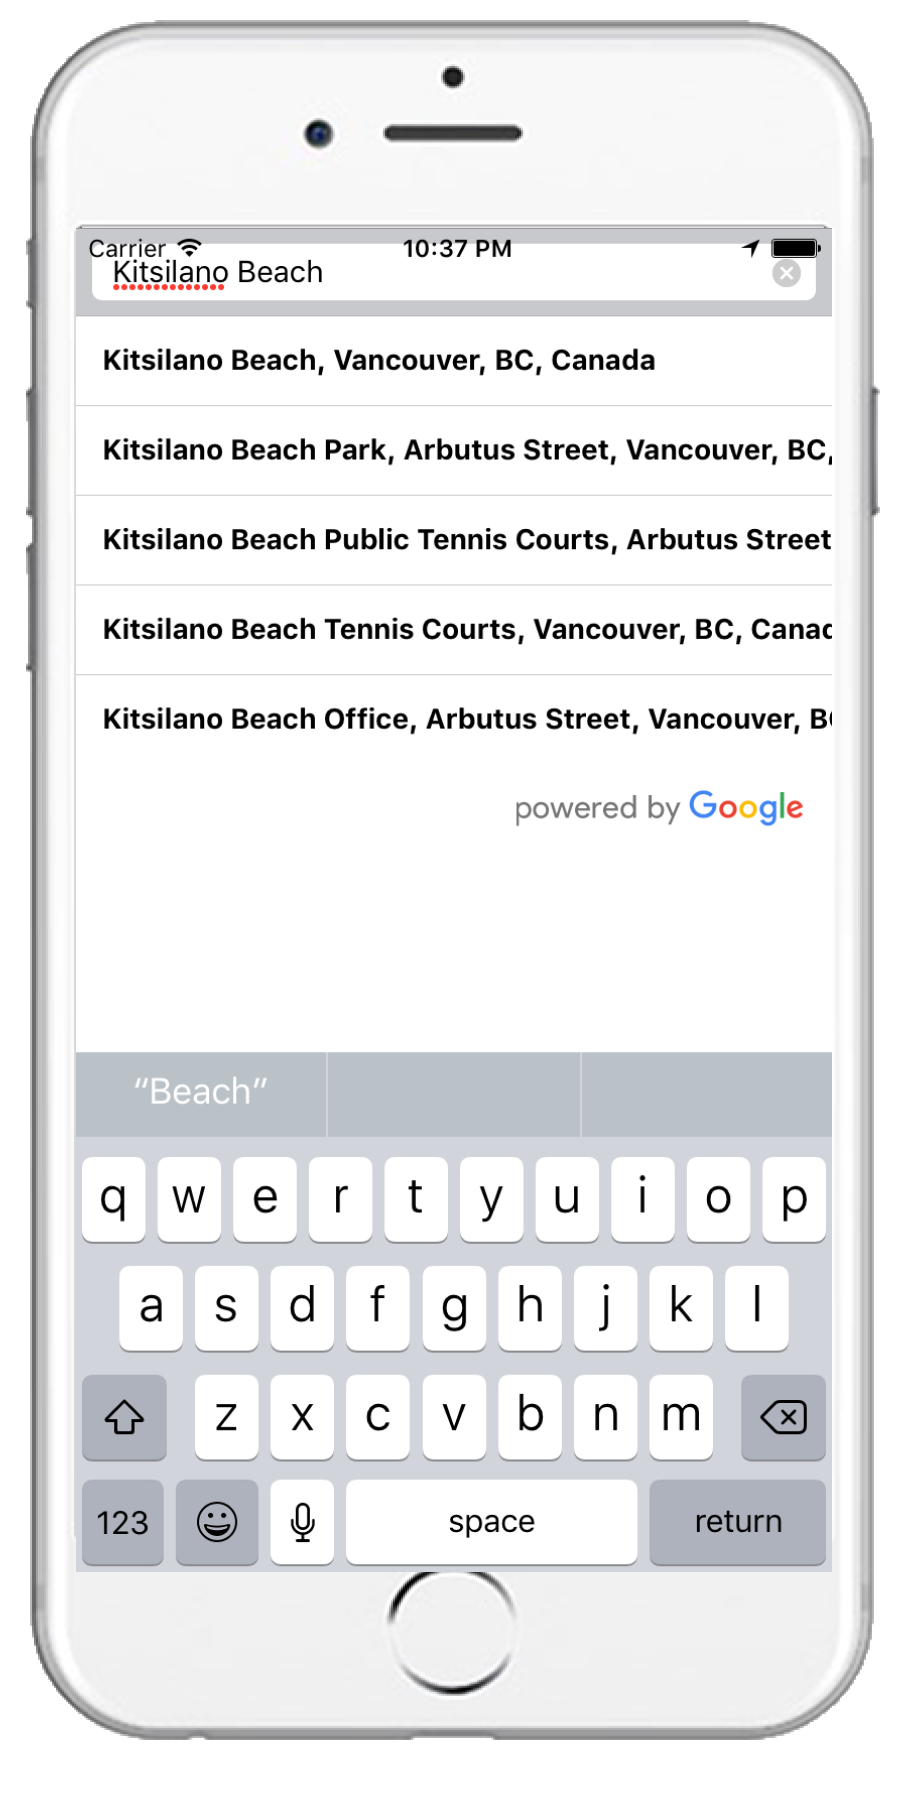 Carrier 10:37 PM
Kitsilano Beach
Kitsilano Beach, Vancouver, BC, Canada
Kitsilano Beach Park, Arbutus Street, Vancouver, BC,
Kitsilano Beach Public Tennis Courts, Arbutus Street
Kitsilano Beach Tennis Courts, Vancouver, BC, Canad
Kitsilano Beach Office, Arbutus Street, Vancouver, B
powered by Google
“Beach”
q w e r t y u i o p
a s d f g h j k l
z x c v b n m
123 space return